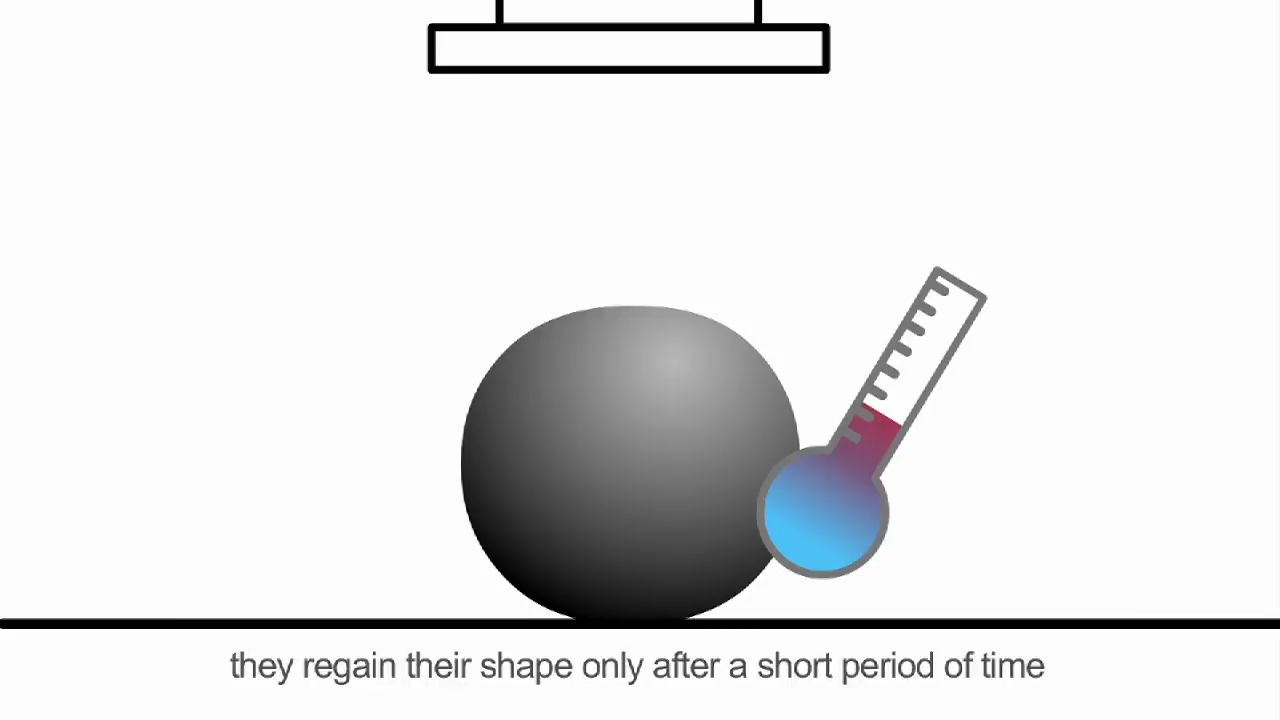 they regain their shape only after a short period of time